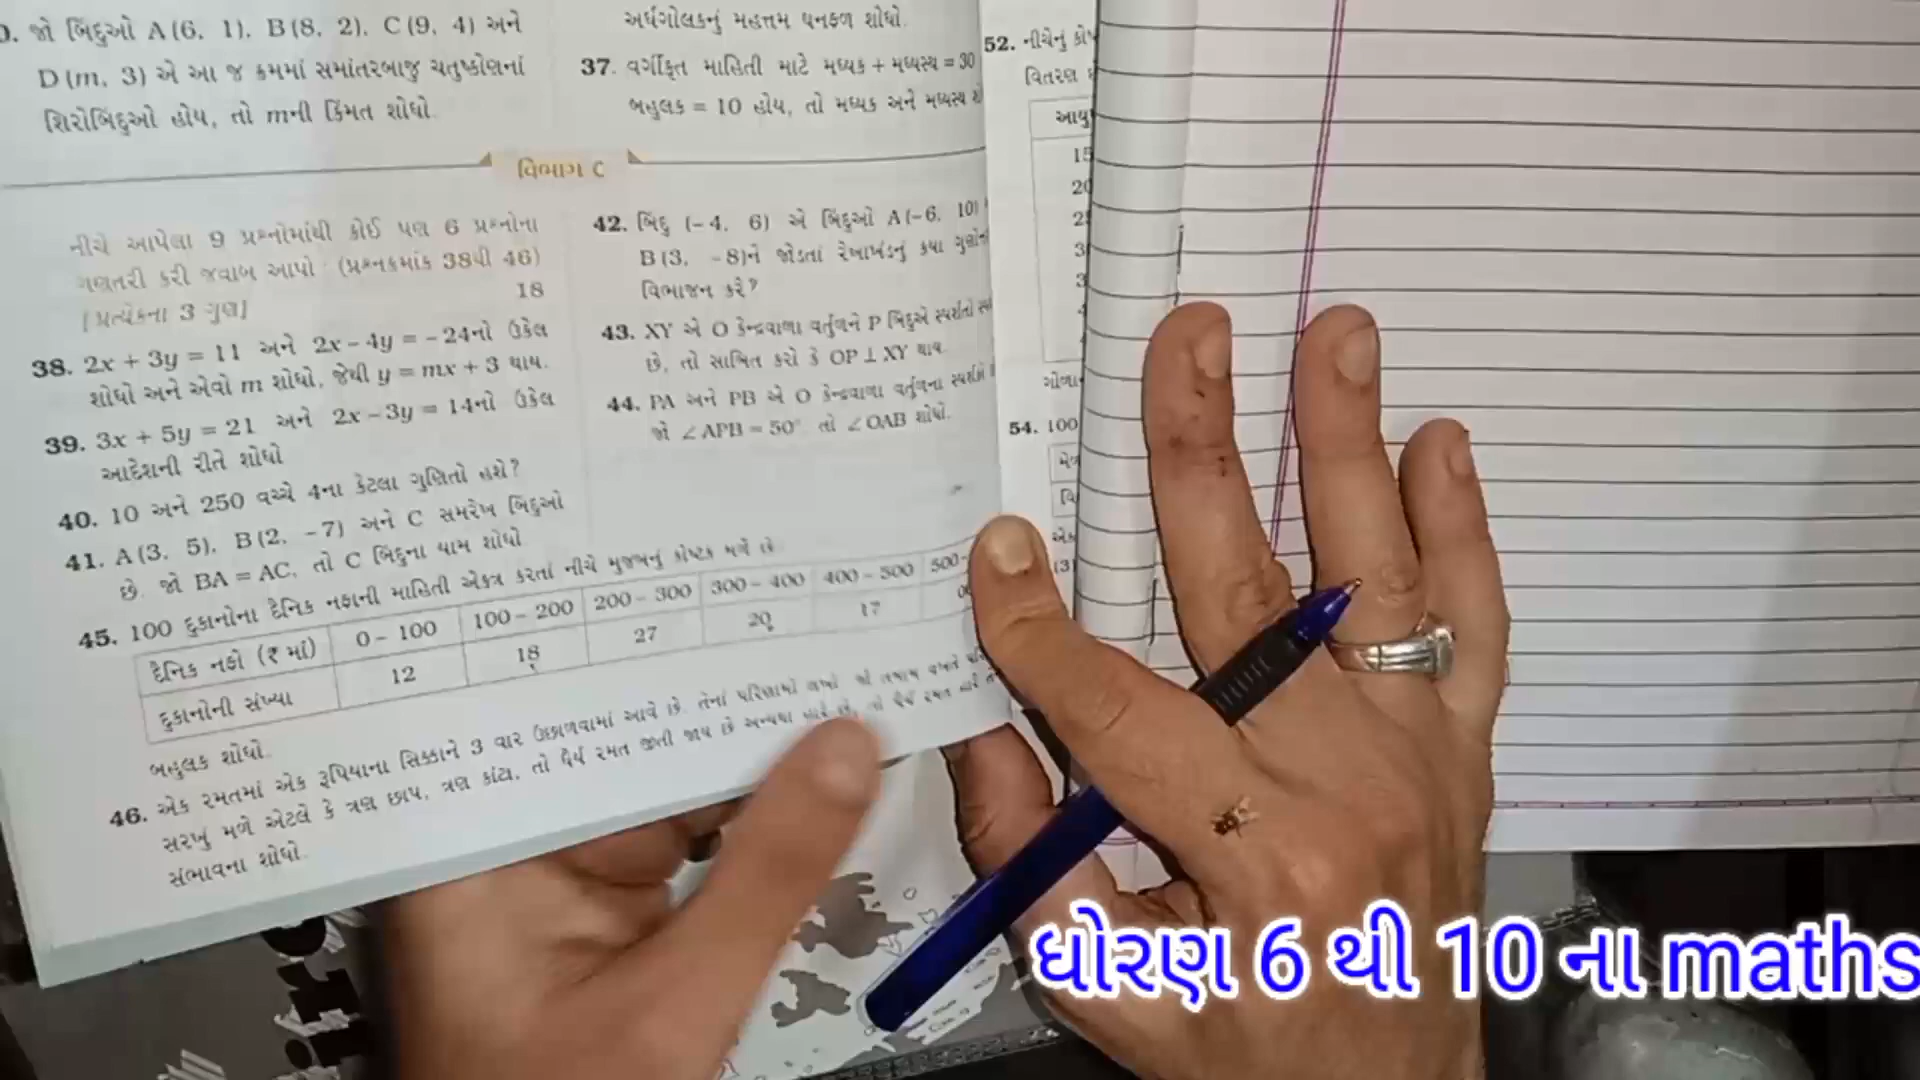 જો બિંદુઓ A(6, 1), B(8, 2), C(9, 4) અને
D(m, 3) એ આ જ ક્રમમાં સમાંતરબાજુ ચતુષ્કોણનાં
શિરોબિંદુઓ હોય, તો mની કિંમત શોધો.
અર્ધગોલકનું મહત્તમ ઘનફળ શોધો.
37. વર્ગીકૃત માહિતી માટે મધ્યક + મધ્યસ્થ = 30
બહુલક = 10 હોય, તો મધ્યક અને મધ્યસ્થ
વિભાગ C
નીચે આપેલા 9 પ્રશ્નોમાંથી કોઈ પણ 6 પ્રશ્નોના
ગણતરી કરી જવાબ આપો : (પ્રશ્નક્રમાંક 38થી 46)
[પ્રત્યેકના 3 ગુણ] 18
38. 2x + 3y = 11 અને 2x - 4y = - 24નો ઉકેલ
શોધો અને એવો m શોધો, જેથી y = mx + 3 થાય.
39. 3x + 5y = 21 અને 2x - 3y = 14નો ઉકેલ
આદેશની રીતે શોધો
40. 10 અને 250 વચ્ચે 4ના કેટલા ગુણિતો હશે?
41. A(3, 5), B(2, - 7) અને C સમરેખ બિંદુઓ
છે. જો BA = AC, તો C બિંદુના યામ શોધો.
42. બિંદુ (- 4, 6) એ બિંદુઓ A(- 6, 10)
B(3, - 8)ને જોડતાં રેખાખંડનું કયા
વિભાજન કરે?
43. XY એ O કેન્દ્રવાળા વર્તુળને P બિંદુએ સ્પર્શતો
છે, તો સાબિત કરો કે OP ⊥ XY થાય.
44. PA અને PB એ O કેન્દ્રવાળા વર્તુળના સ્પર્શકો
જો ∠APB = 50° તો ∠OAB શોધો.
45. 100 દુકાનોના દૈનિક નફાની માહિતી એકત્ર કરતાં નીચે મુજબનું કોષ્ટક મળે છે
દૈનિક નફો (₹ માં) 0 - 100 100 - 200 200 - 300 300 - 400 400 - 500 500 -
દુકાનોની સંખ્યા 12 18 27 20 17
બહુલક શોધો.
46. એક રમતમાં એક રૂપિયાના સિક્કાને 3 વાર ઉછાળવામાં આવે છે. તેનાં પરિણામો
સરખું મળે એટલે કે ત્રણ છાપ, ત્રણ કાંટા, તો ધૈર્ય રમત જીતી જાય છે અન્યથા
સંભાવના શોધો.
52. નીચેનું
વિતરણ
15
20
54. 100
ધોરણ 6 થી 10 ના maths